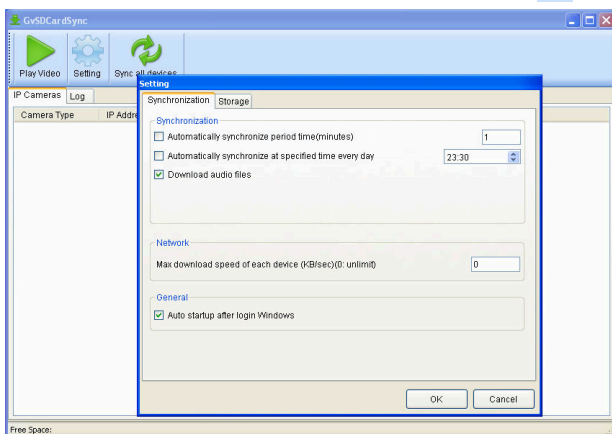 GvSDCardSync
Play Video
Setting
Sync all devices
IP Cameras
Log
Camera Type
IP Addre
Setting
Synchronization
Storage
Synchronization
Automatically synchronize period time(minutes)
1
Automatically synchronize at specified time every day
23:30
Download audio files
Network
Max download speed of each device (KB/sec)(0: unlimit)
0
General
Auto startup after login Windows
OK
Cancel
Free Space: